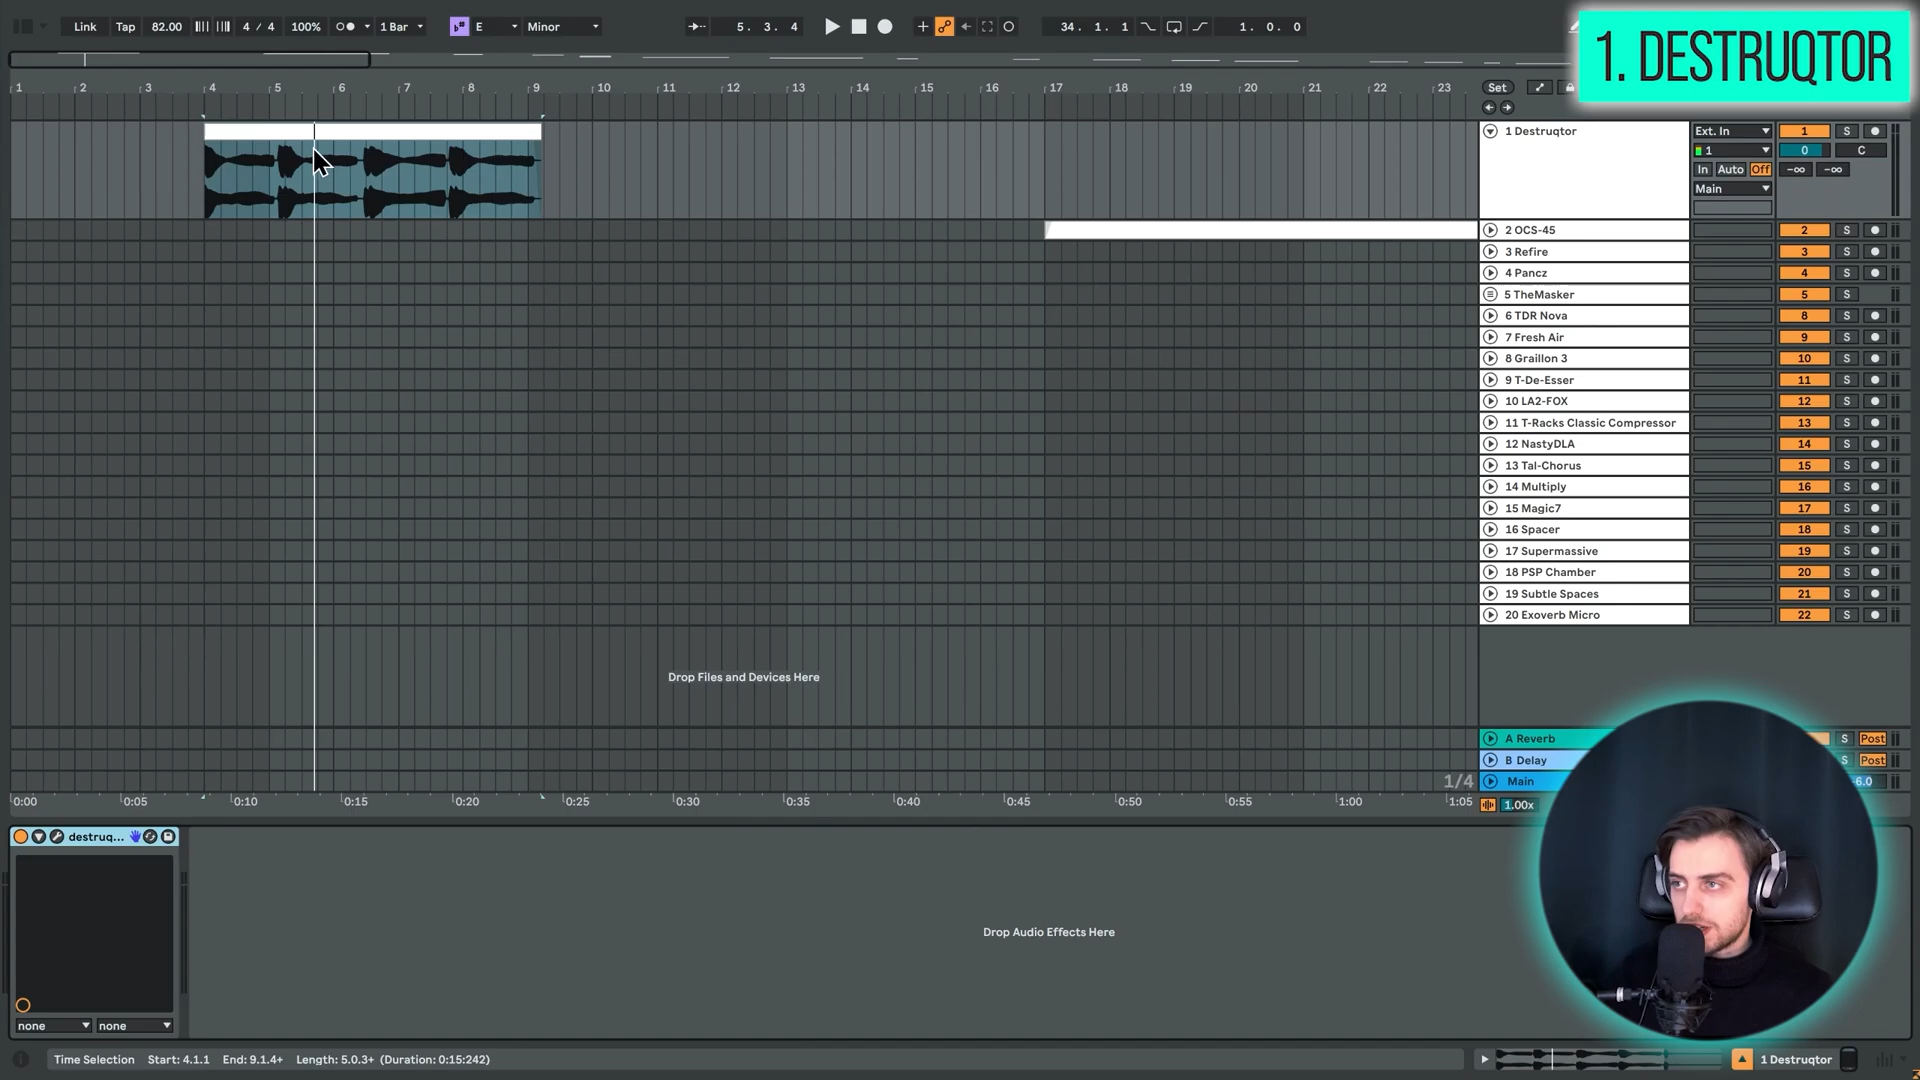 1. DESTRUQTOR
Link Tap 82.00 4 / 4 100% 1 Bar E Minor 5. 3. 4 34. 1. 1 1. 0. 0
1 2 3 4 5 6 7 8 9 10 11 12 13 14 15 16 17 18 19 20 21 22 23 Set
1 Destruqtor Ext. In 1 S
1 0 C
In Auto Off -∞ -∞
Main
2 OCS-45 2 S
3 Refire 3 S
4 Pancz 4 S
5 TheMasker 5 S
6 TDR Nova 8 S
7 Fresh Air 9 S
8 Graillon 3 10 S
9 T-De-Esser 11 S
10 LA2-FOX 12 S
11 T-Racks Classic Compressor 13 S
12 NastyDLA 14 S
13 Tal-Chorus 15 S
14 Multiply 16 S
15 Magic7 17 S
16 Spacer 18 S
17 Supermassive 19 S
18 PSP Chamber 20 S
19 Subtle Spaces 21 S
20 Exoverb Micro 22 S
Drop Files and Devices Here
A Reverb S Post
B Delay S Post
1/4 Main -6.0
0:00 0:05 0:10 0:15 0:20 0:25 0:30 0:35 0:40 0:45 0:50 0:55 1:00 1:05 1.00x
destruq...
Drop Audio Effects Here
none none
Time Selection Start: 4.1.1 End: 9.1.4+ Length: 5.0.3+ (Duration: 0:15:242) 1 Destruqtor